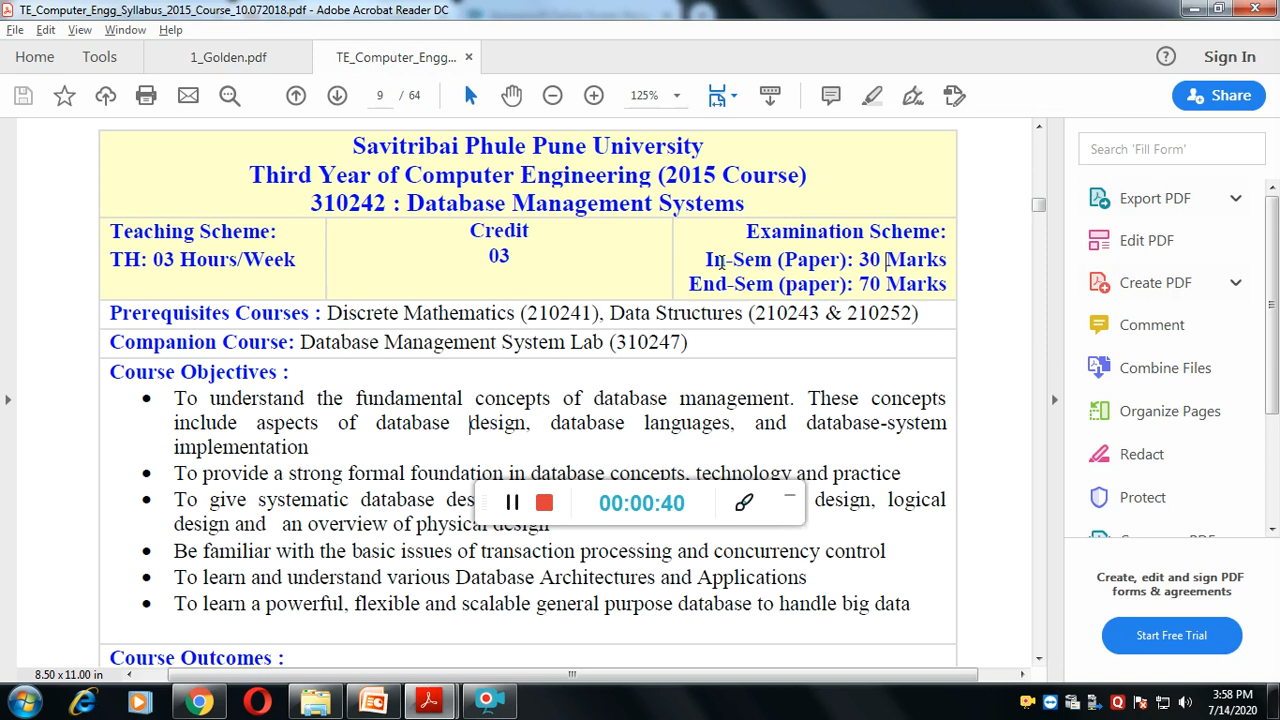 TE_Computer_Engg_Syllabus_2015_Course_10.072018.pdf - Adobe Acrobat Reader DC
File Edit View Window Help
Home Tools 1_Golden.pdf TE_Computer_Engg... × Sign In
9 / 64 125% Share
Savitribai Phule Pune University
Third Year of Computer Engineering (2015 Course)
310242 : Database Management Systems
Teaching Scheme:
TH: 03 Hours/Week
Credit
03
Examination Scheme:
In-Sem (Paper): 30 Marks
End-Sem (paper): 70 Marks
Prerequisites Courses : Discrete Mathematics (210241), Data Structures (210243 & 210252)
Companion Course: Database Management System Lab (310247)
Course Objectives :
• To understand the fundamental concepts of database management. These concepts
include aspects of database design, database languages, and database-system
implementation
• To provide a strong formal foundation in database concepts, technology and practice
• To give systematic database design, logical
design and an overview of physical design
• Be familiar with the basic issues of transaction processing and concurrency control
• To learn and understand various Database Architectures and Applications
• To learn a powerful, flexible and scalable general purpose database to handle big data
Course Outcomes :
00:00:40
8.50 x 11.00 in
Search 'Fill Form'
Export PDF
Edit PDF
Create PDF
Comment
Combine Files
Organize Pages
Redact
Protect
Create, edit and sign PDF
forms & agreements
Start Free Trial
3:58 PM
7/14/2020